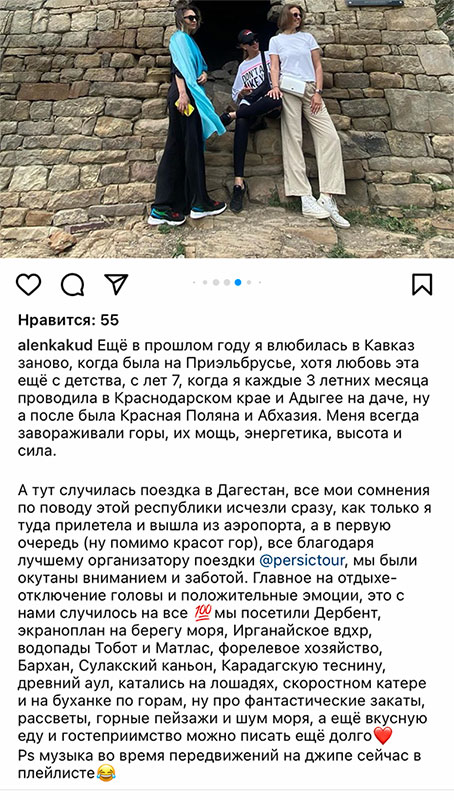 DON'T
Нравится: 55
alenkakud Ещё в прошлом году я влюбилась в Кавказ
заново, когда была на Приэльбрусье, хотя любовь эта
ещё с детства, с лет 7, когда я каждые 3 летних месяца
проводила в Краснодарском крае и Адыгее на даче, ну
а после была Красная Поляна и Абхазия. Меня всегда
завораживали горы, их мощь, энергетика, высота и
сила.
А тут случилась поездка в Дагестан, все мои сомнения
по поводу этой республики исчезли сразу, как только я
туда прилетела и вышла из аэропорта, а в первую
очередь (ну помимо красот гор), все благодаря
лучшему организатору поездки @persictour, мы были
окутаны вниманием и заботой. Главное на отдыхе-
отключение головы и положительные эмоции, это с
нами случилось на все 💯 мы посетили Дербент,
экраноплан на берегу моря, Ирганайское вдхр,
водопады Тобот и Матлас, форелевое хозяйство,
Бархан, Сулакский каньон, Карадагскую теснину,
древний аул, катались на лошадях, скоростном катере
и на буханке по горам, ну про фантастические закаты,
рассветы, горные пейзажи и шум моря, а ещё вкусную
еду и гостеприимство можно писать ещё долго❤️
Ps музыка во время передвижений на джипе сейчас в
плейлисте😂